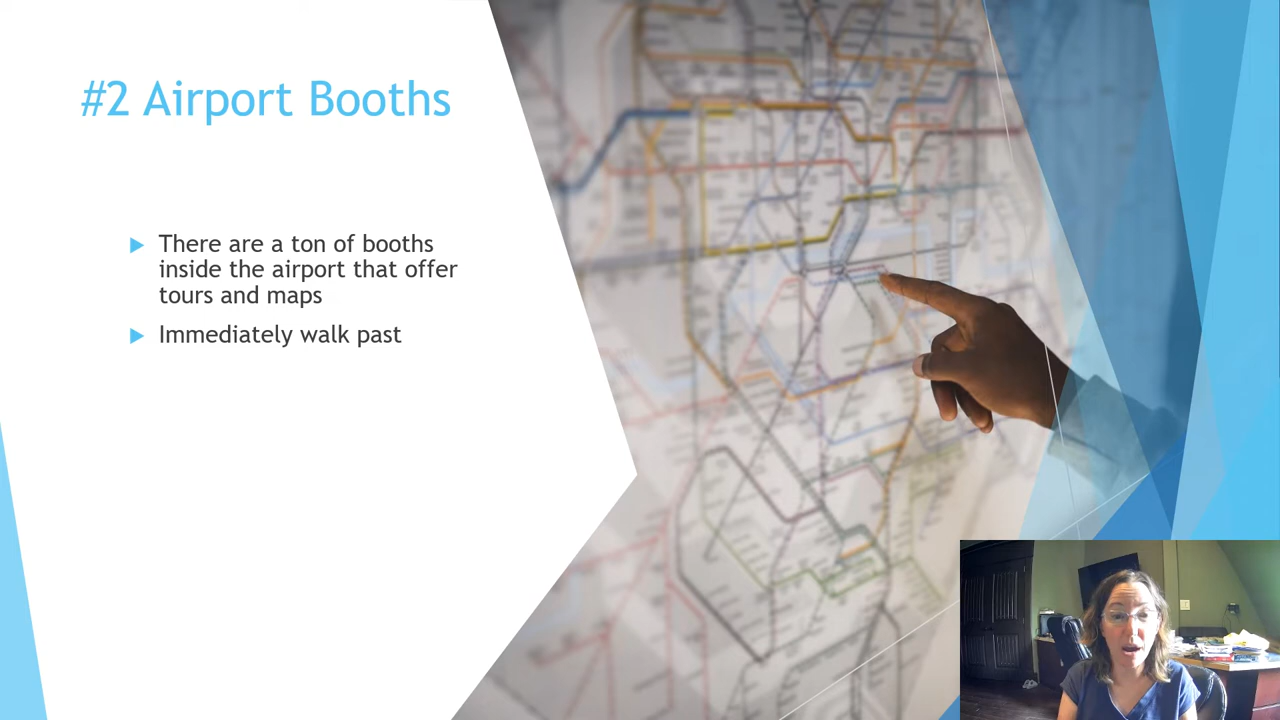 #2 Airport Booths
There are a ton of booths
inside the airport that offer
tours and maps
Immediately walk past